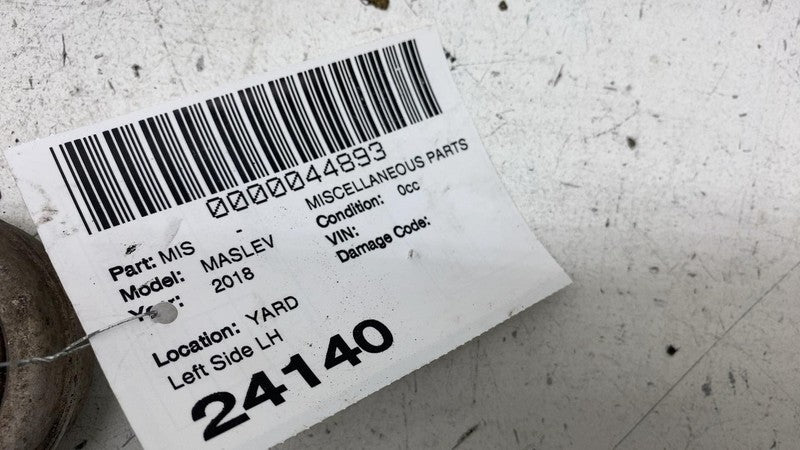 0000044893
Part: MIS - MISCELLANEOUS PARTS
Model: MASLEV Condition: 0cc
Year: 2018 VIN:
Damage Code:
Location: YARD
Left Side LH
24140